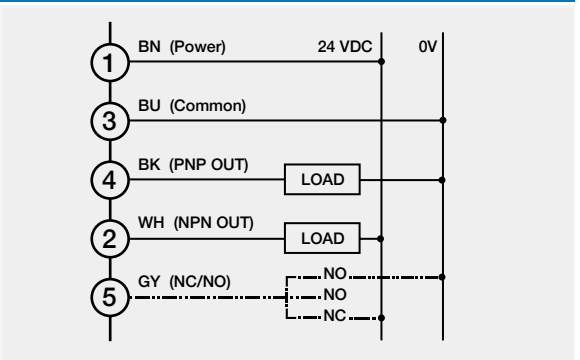 BN (Power) 24 VDC 0V
1
BU (Common)
3
BK (PNP OUT)
4 LOAD
WH (NPN OUT)
2 LOAD
GY (NC/NO) NO
5 NO
NC